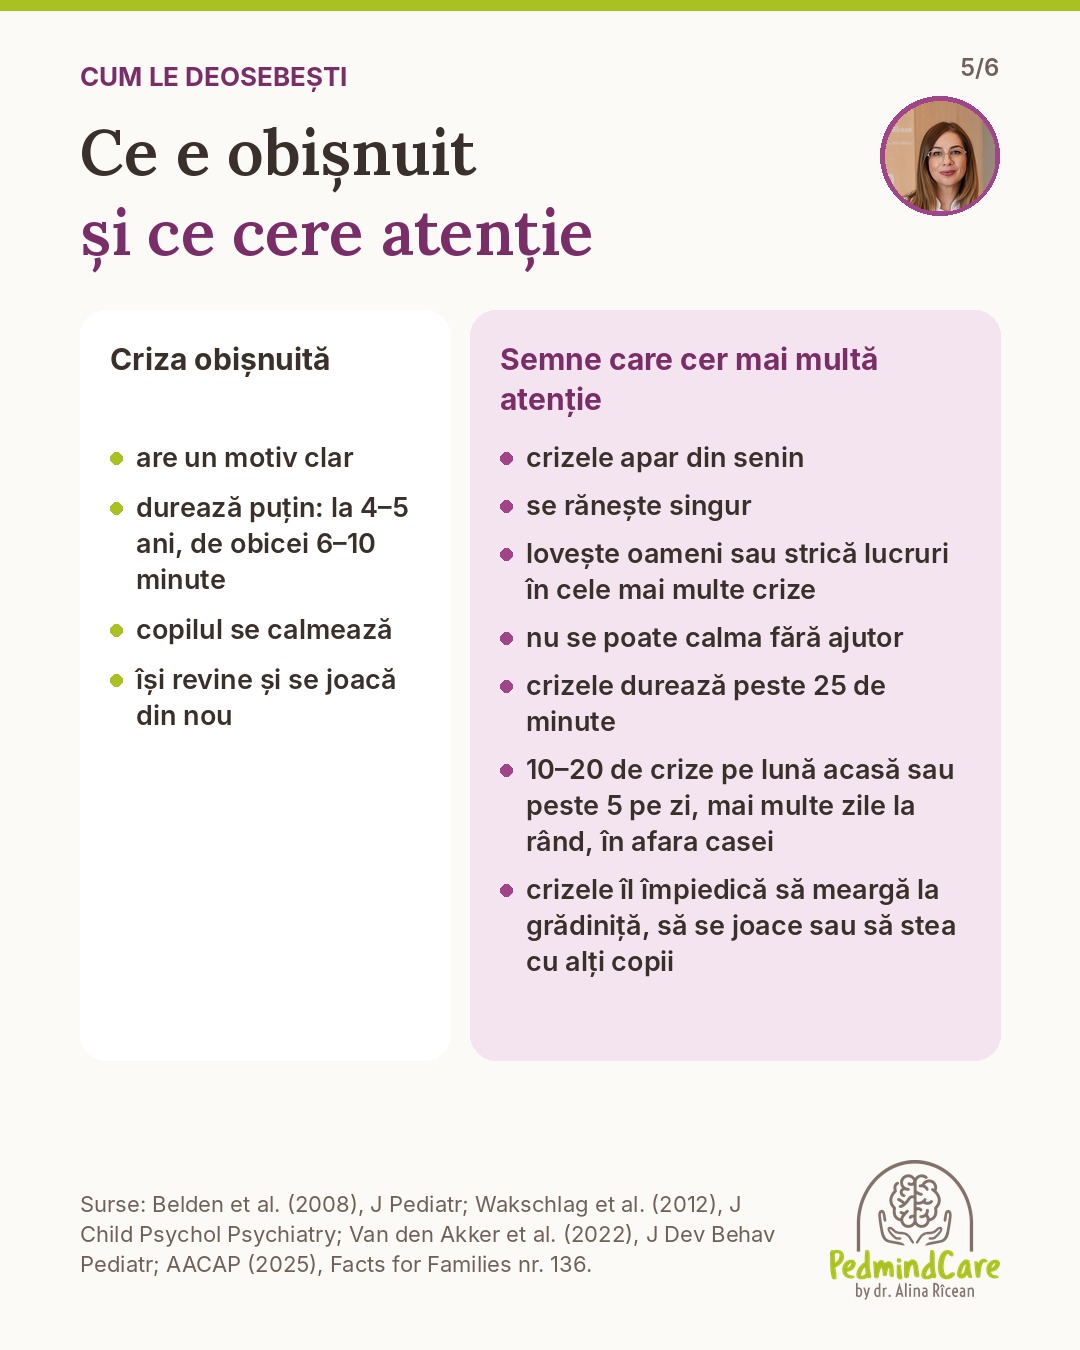 CUM LE DEOSEBEȘTI
5/6
Ce e obișnuit
și ce cere atenție
Criza obișnuită
are un motiv clar
durează puțin: la 4–5
ani, de obicei 6–10
minute
copilul se calmează
își revine și se joacă
din nou
Semne care cer mai multă
atenție
crizele apar din senin
se rănește singur
lovește oameni sau strică lucruri
în cele mai multe crize
nu se poate calma fără ajutor
crizele durează peste 25 de
minute
10–20 de crize pe lună acasă sau
peste 5 pe zi, mai multe zile la
rând, în afara casei
crizele îl împiedică să meargă la
grădiniță, să se joace sau să stea
cu alți copii
Surse: Belden et al. (2008), J Pediatr; Wakschlag et al. (2012), J
Child Psychol Psychiatry; Van den Akker et al. (2022), J Dev Behav
Pediatr; AACAP (2025), Facts for Families nr. 136.
PedmindCare
by dr. Alina Rîcean